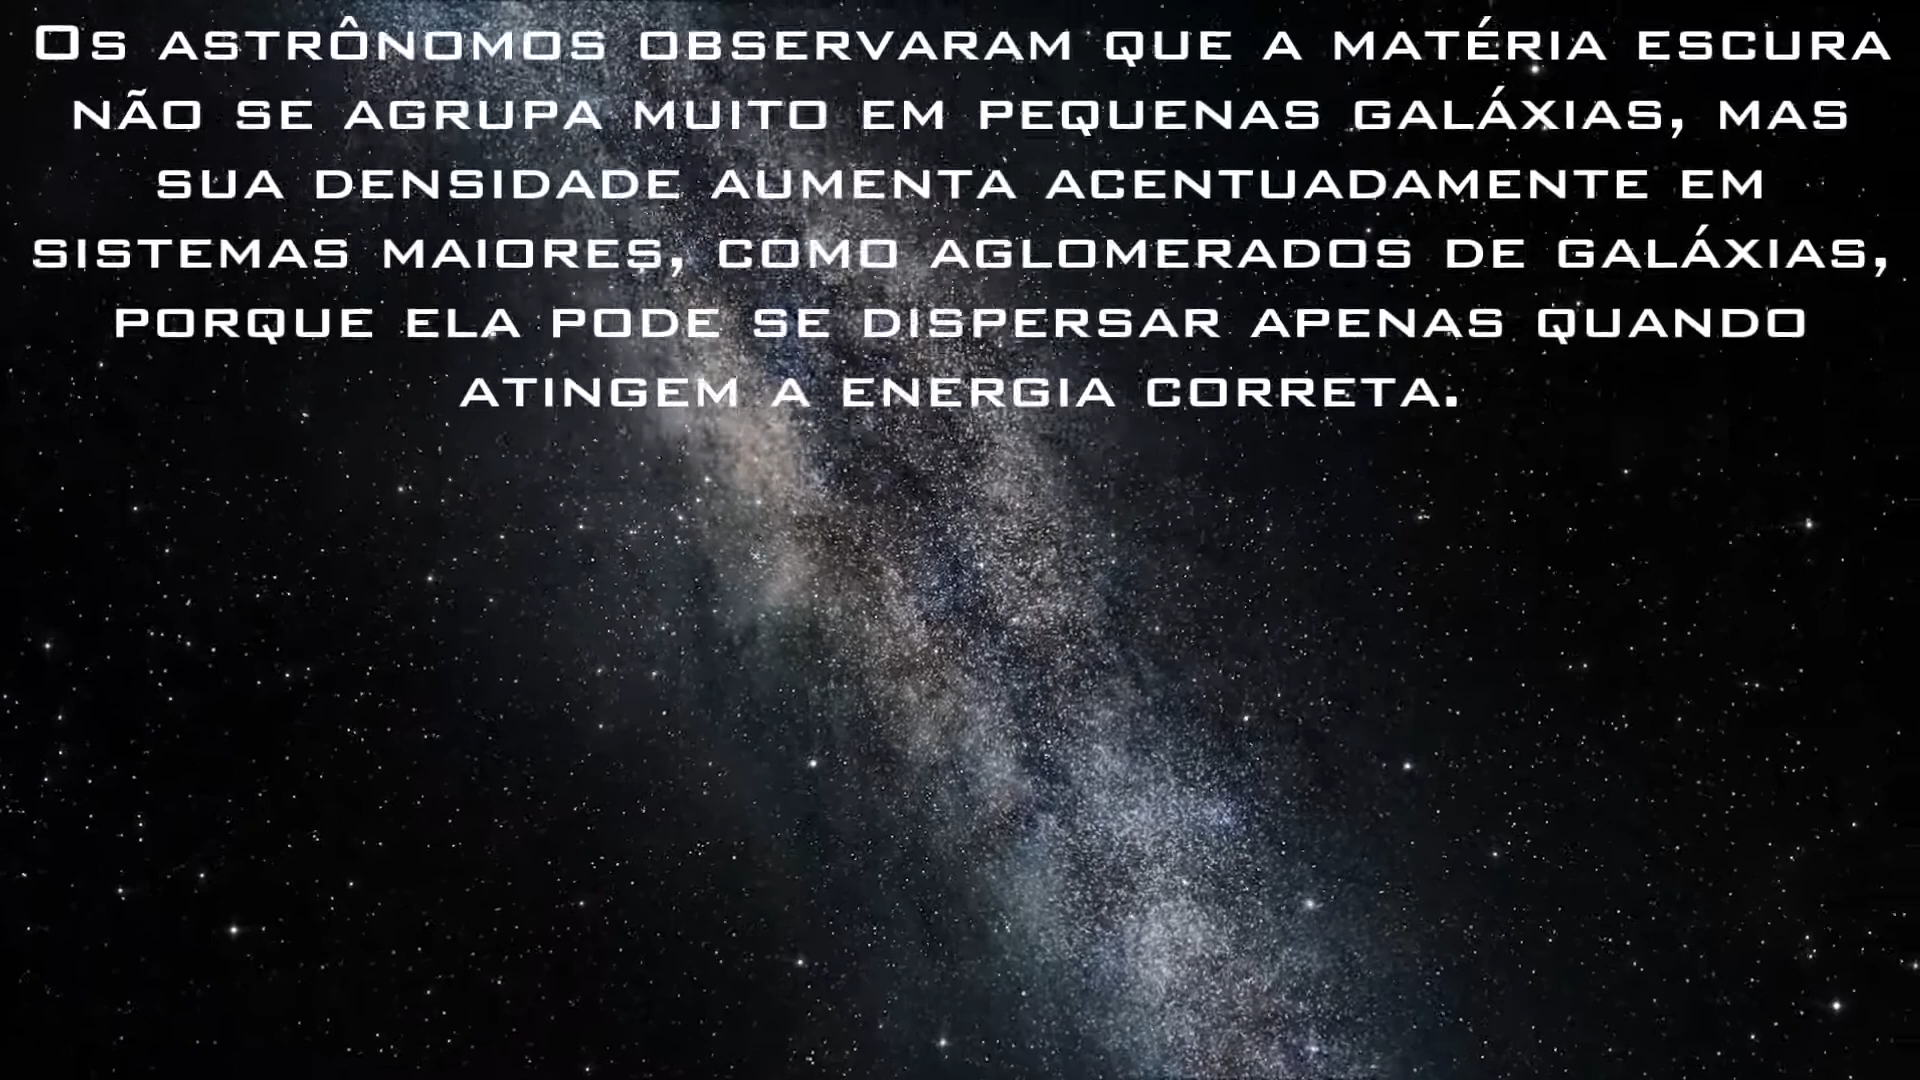 Os astrônomos observaram que a matéria escura
não se agrupa muito em pequenas galáxias, mas
sua densidade aumenta acentuadamente em
sistemas maiores, como aglomerados de galáxias,
porque ela pode se dispersar apenas quando
atingem a energia correta.